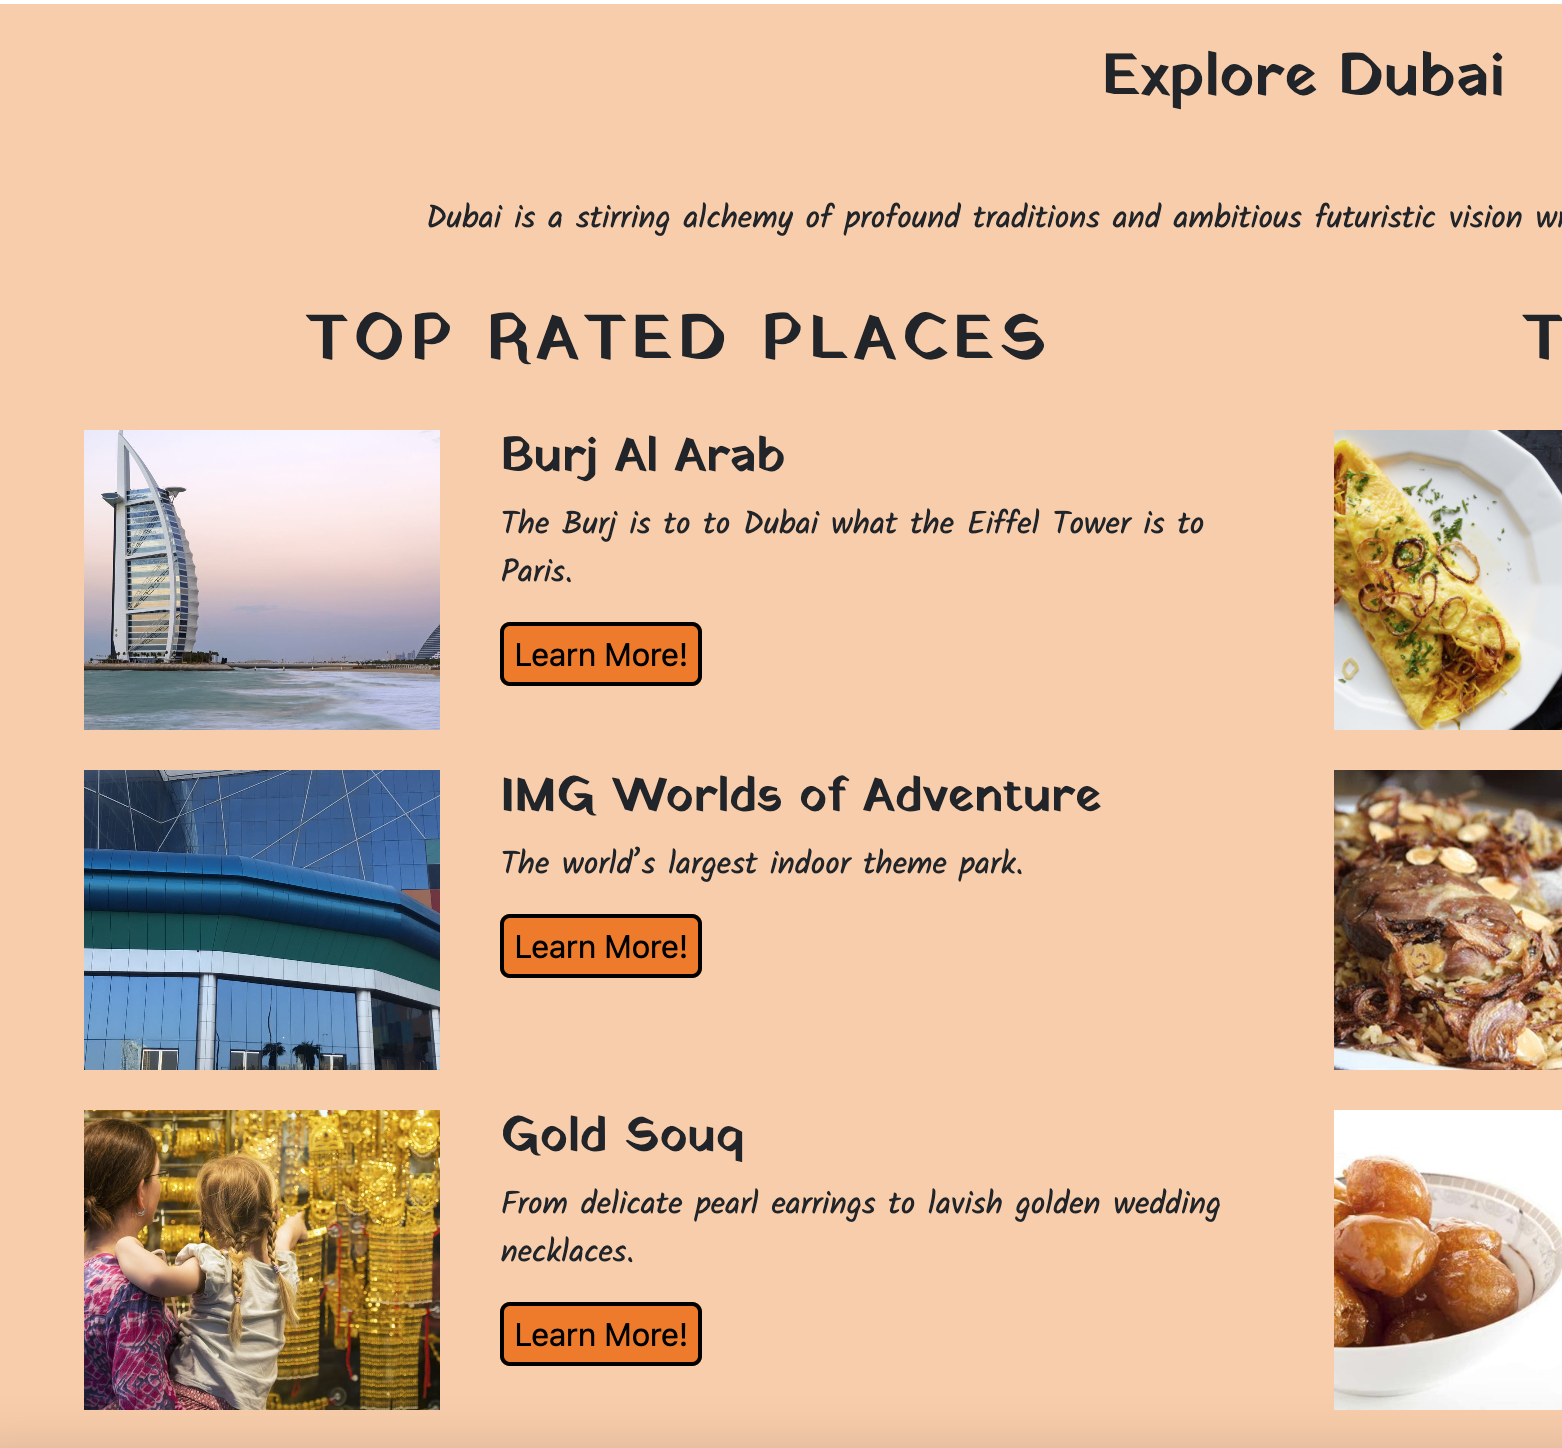 Explore Dubai
Dubai is a stirring alchemy of profound traditions and ambitious futuristic vision
TOP RATED PLACES
Burj Al Arab
The Burj is to to Dubai what the Eiffel Tower is to
Paris.
Learn More!
IMG Worlds of Adventure
The world’s largest indoor theme park.
Learn More!
Gold Souq
From delicate pearl earrings to lavish golden wedding
necklaces.
Learn More!